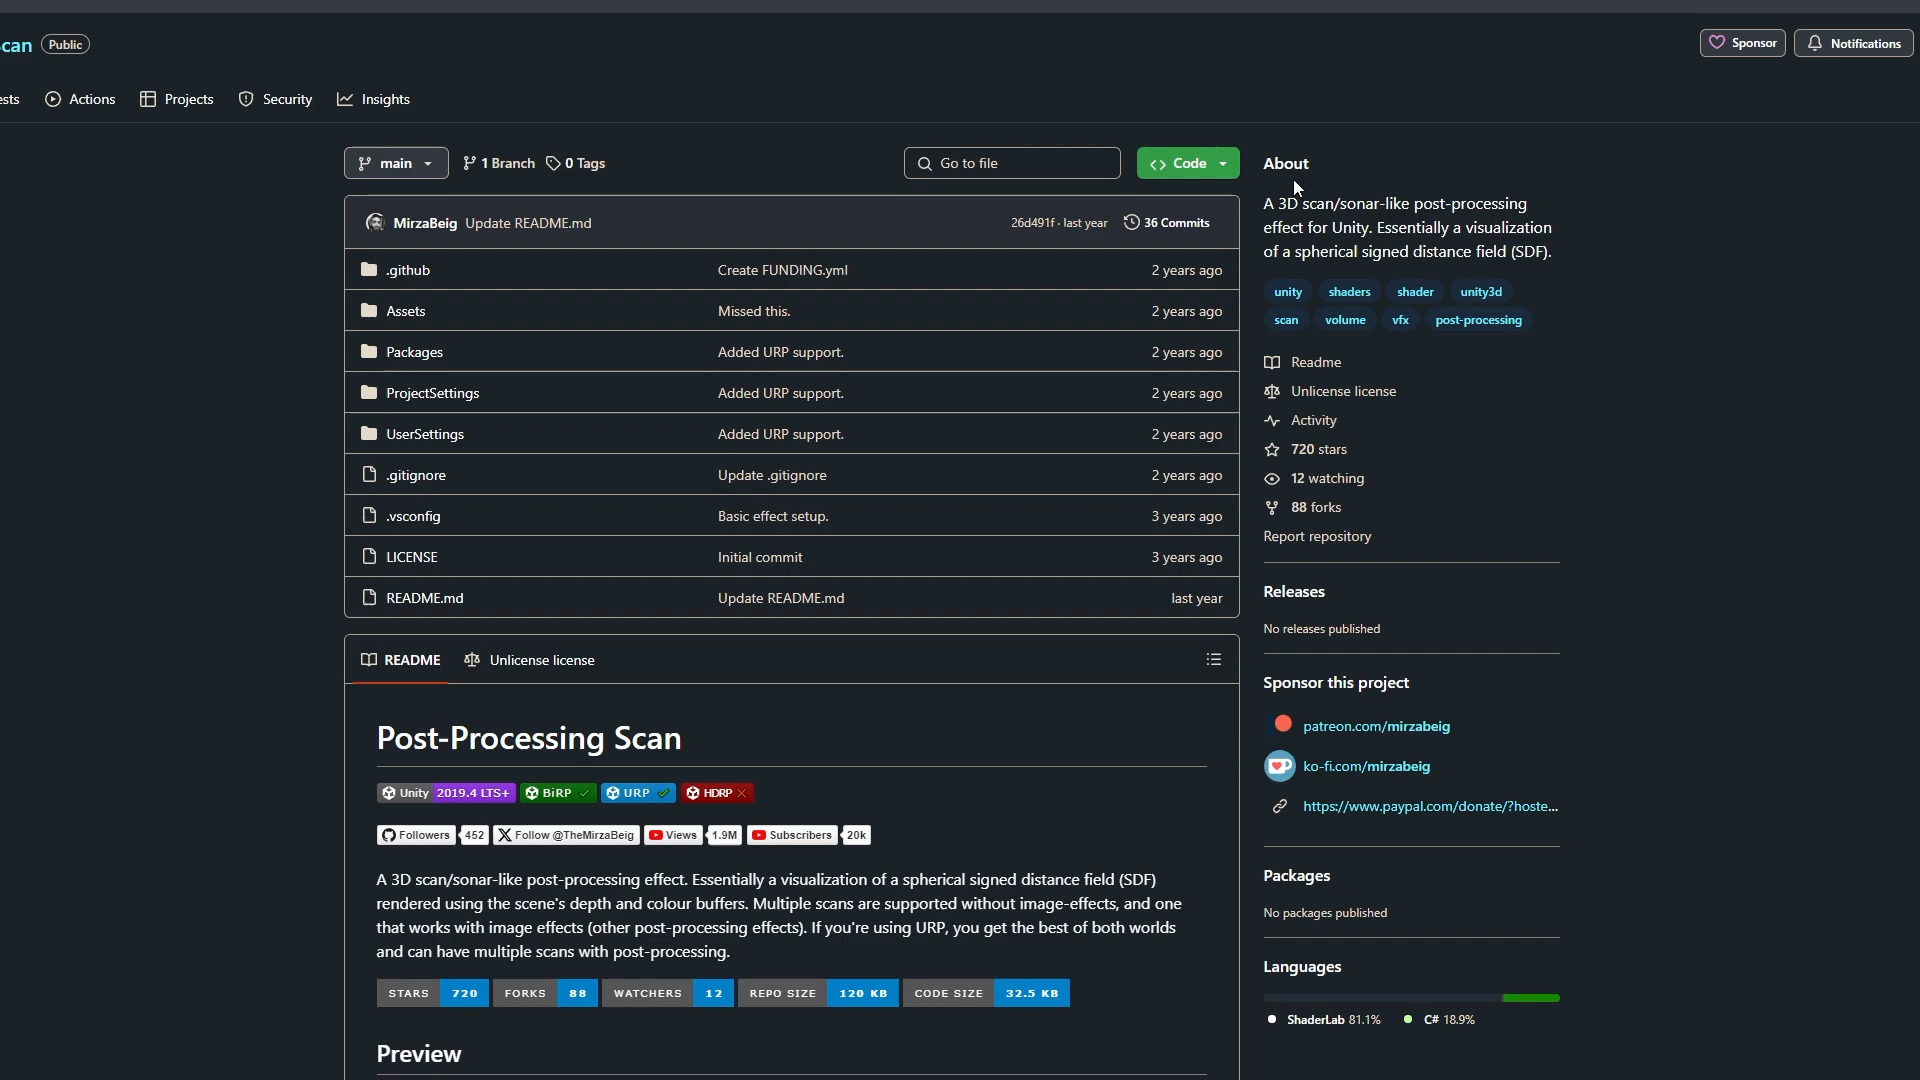 can Public
Sponsor Notifications
ests Actions Projects Security Insights
main 1 Branch 0 Tags Go to file Code
MirzaBeig Update README.md 26d491f · last year 36 Commits
.github Create FUNDING.yml 2 years ago
Assets Missed this. 2 years ago
Packages Added URP support. 2 years ago
ProjectSettings Added URP support. 2 years ago
UserSettings Added URP support. 2 years ago
.gitignore Update .gitignore 2 years ago
.vsconfig Basic effect setup. 3 years ago
LICENSE Initial commit 3 years ago
README.md Update README.md last year
README Unlicense license
Post-Processing Scan
Unity 2019.4 LTS+ BiRP URP HDRP
Followers 452 Follow @TheMirzaBeig Views 1.9M Subscribers 20k
A 3D scan/sonar-like post-processing effect. Essentially a visualization of a spherical signed distance field (SDF)
rendered using the scene's depth and colour buffers. Multiple scans are supported without image-effects, and one
that works with image effects (other post-processing effects). If you're using URP, you get the best of both worlds
and can have multiple scans with post-processing.
STARS 720 FORKS 88 WATCHERS 12 REPO SIZE 120 KB CODE SIZE 32.5 KB
Preview
About
A 3D scan/sonar-like post-processing
effect for Unity. Essentially a visualization
of a spherical signed distance field (SDF).
unity shaders shader unity3d
scan volume vfx post-processing
Readme
Unlicense license
Activity
720 stars
12 watching
88 forks
Report repository
Releases
No releases published
Sponsor this project
patreon.com/mirzabeig
ko-fi.com/mirzabeig
https://www.paypal.com/donate/?hoste...
Packages
No packages published
Languages
ShaderLab 81.1% C# 18.9%